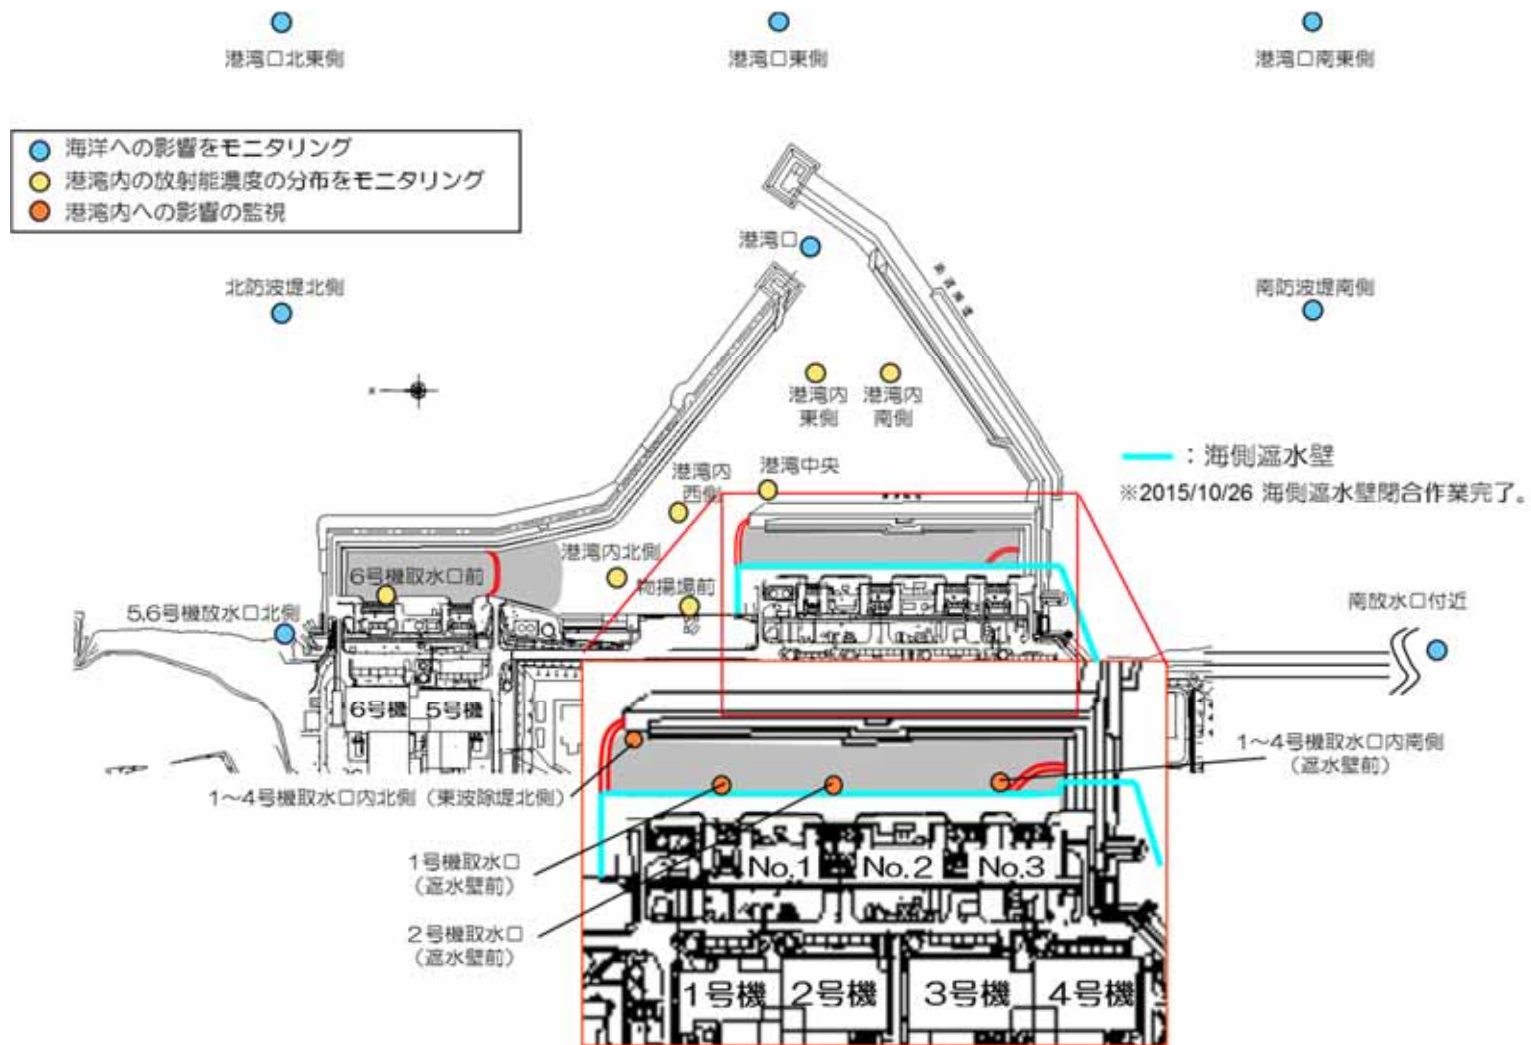 港湾口北東側
港湾口東側
港湾口南東側
海洋への影響をモニタリング
港湾内の放射能濃度の分布をモニタリング
港湾内への影響の監視
港湾口
北防波堤北側
南防波堤南側
港湾内
東側
港湾内
南側
：海側遮水壁
※2015/10/26 海側遮水壁閉合作業完了。
港湾中央
港湾内
西側
港湾内北側
6号機取水口前
物揚場前
5,6号機放水口北側
南放水口付近
6号機
5号機
1～4号機取水口内南側
（遮水壁前）
1～4号機取水口内北側（東波除堤北側）
1号機取水口
（遮水壁前）
No.1
No.2
No.3
2号機取水口
（遮水壁前）
1号機
2号機
3号機
4号機